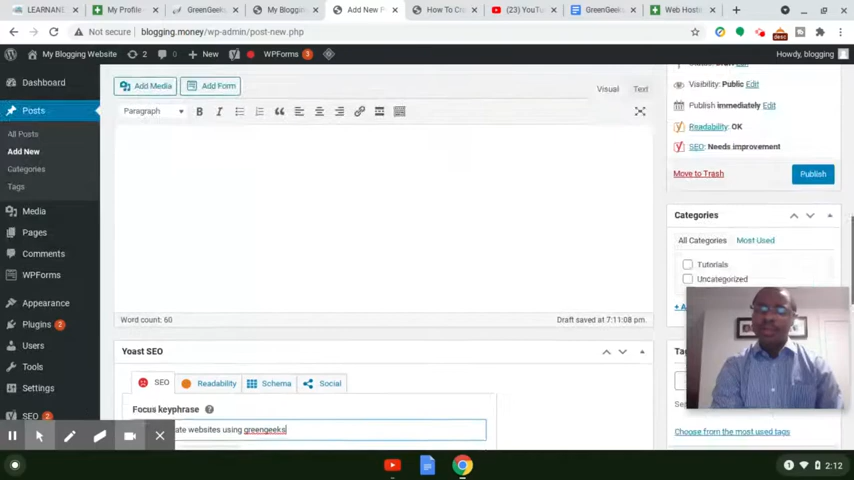 LEARNANE
My Profile
GreenGeeks
My Blogging
Add New P
How To Cr
(23) YouTu
GreenGeeks
Web Hosti
Not secure
blogging.money/wp-admin/post-new.php
My Blogging Website
2
0
New
WPForms
3
Howdy, blogging
Dashboard
Posts
All Posts
Add New
Categories
Tags
Media
Pages
Comments
WPForms
Appearance
Plugins 2
Users
Tools
Settings
SEO
Add Media
Add Form
Visual
Text
Paragraph
B
I
Word count: 60
Draft saved at 7:11:08 pm.
Yoast SEO
SEO
Readability
Schema
Social
Focus keyphrase
ate websites using greengeeks
Visibility: Public Edit
Publish immediately Edit
Readability: OK
SEO: Needs improvement
Move to Trash
Publish
Categories
All Categories
Most Used
Tutorials
Uncategorized
+ A
Tag
Se
Choose from the most used tags
1
2:12